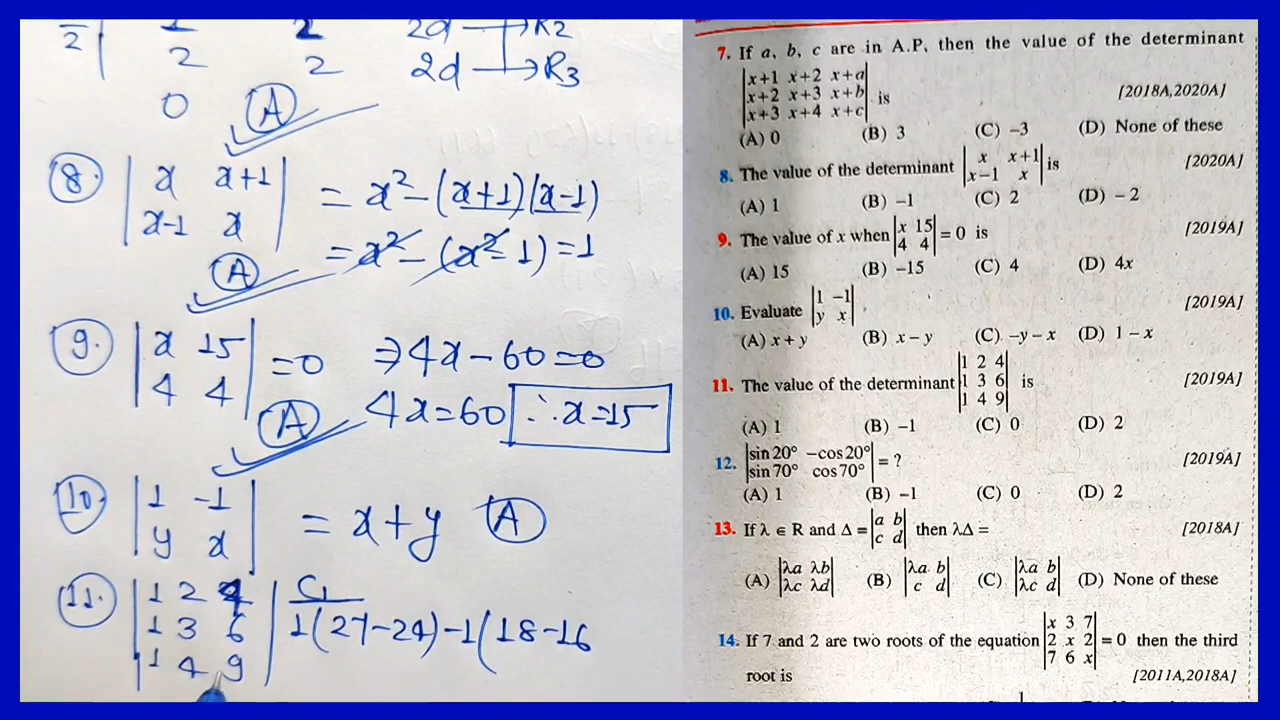 2 | 1 2 2d → R2
2 2 2d → R3
0 (A)
(8.) | x x+1 | = x² - (x+1)(x-1)
| x-1 x | = x² - (x² - 1) = 1
(A)
(9.) | x 15 | = 0 ⇒ 4x - 60 = 0
| 4 4 | 4x = 60 ∴ x = 15
(A)
(10.) | 1 -1 | = x + y (A)
| y x |
(11.) | 1 2 4 | C1
| 1 3 6 | 1(27-24) - 1(18-16
| 1 4 9 |
7. If a, b, c are in A.P, then the value of the determinant
|x+1 x+2 x+a|
|x+2 x+3 x+b| is [2018A,2020A]
|x+3 x+4 x+c|
(A) 0 (B) 3 (C) -3 (D) None of these
8. The value of the determinant | x x+1| is [2020A]
|x-1 x |
(A) 1 (B) -1 (C) 2 (D) - 2
9. The value of x when |x 15| = 0 is [2019A]
|4 4|
(A) 15 (B) -15 (C) 4 (D) 4x
10. Evaluate |1 -1| [2019A]
|y x|
(A) x + y (B) x - y (C) -y - x (D) 1 - x
|1 2 4|
11. The value of the determinant |1 3 6| is [2019A]
|1 4 9|
(A) 1 (B) -1 (C) 0 (D) 2
12. |sin 20° -cos 20°| = ? [2019A]
|sin 70° cos 70°|
(A) 1 (B) -1 (C) 0 (D) 2
13. If λ ∈ R and Δ = |a b| then λΔ = [2018A]
|c d|
(A) |λa λb| (B) |λa b| (C) |λa b| (D) None of these
|λc λd| |c d| |λc d|
|x 3 7|
14. If 7 and 2 are two roots of the equation |2 x 2| = 0 then the third
|7 6 x|
root is [2011A,2018A]